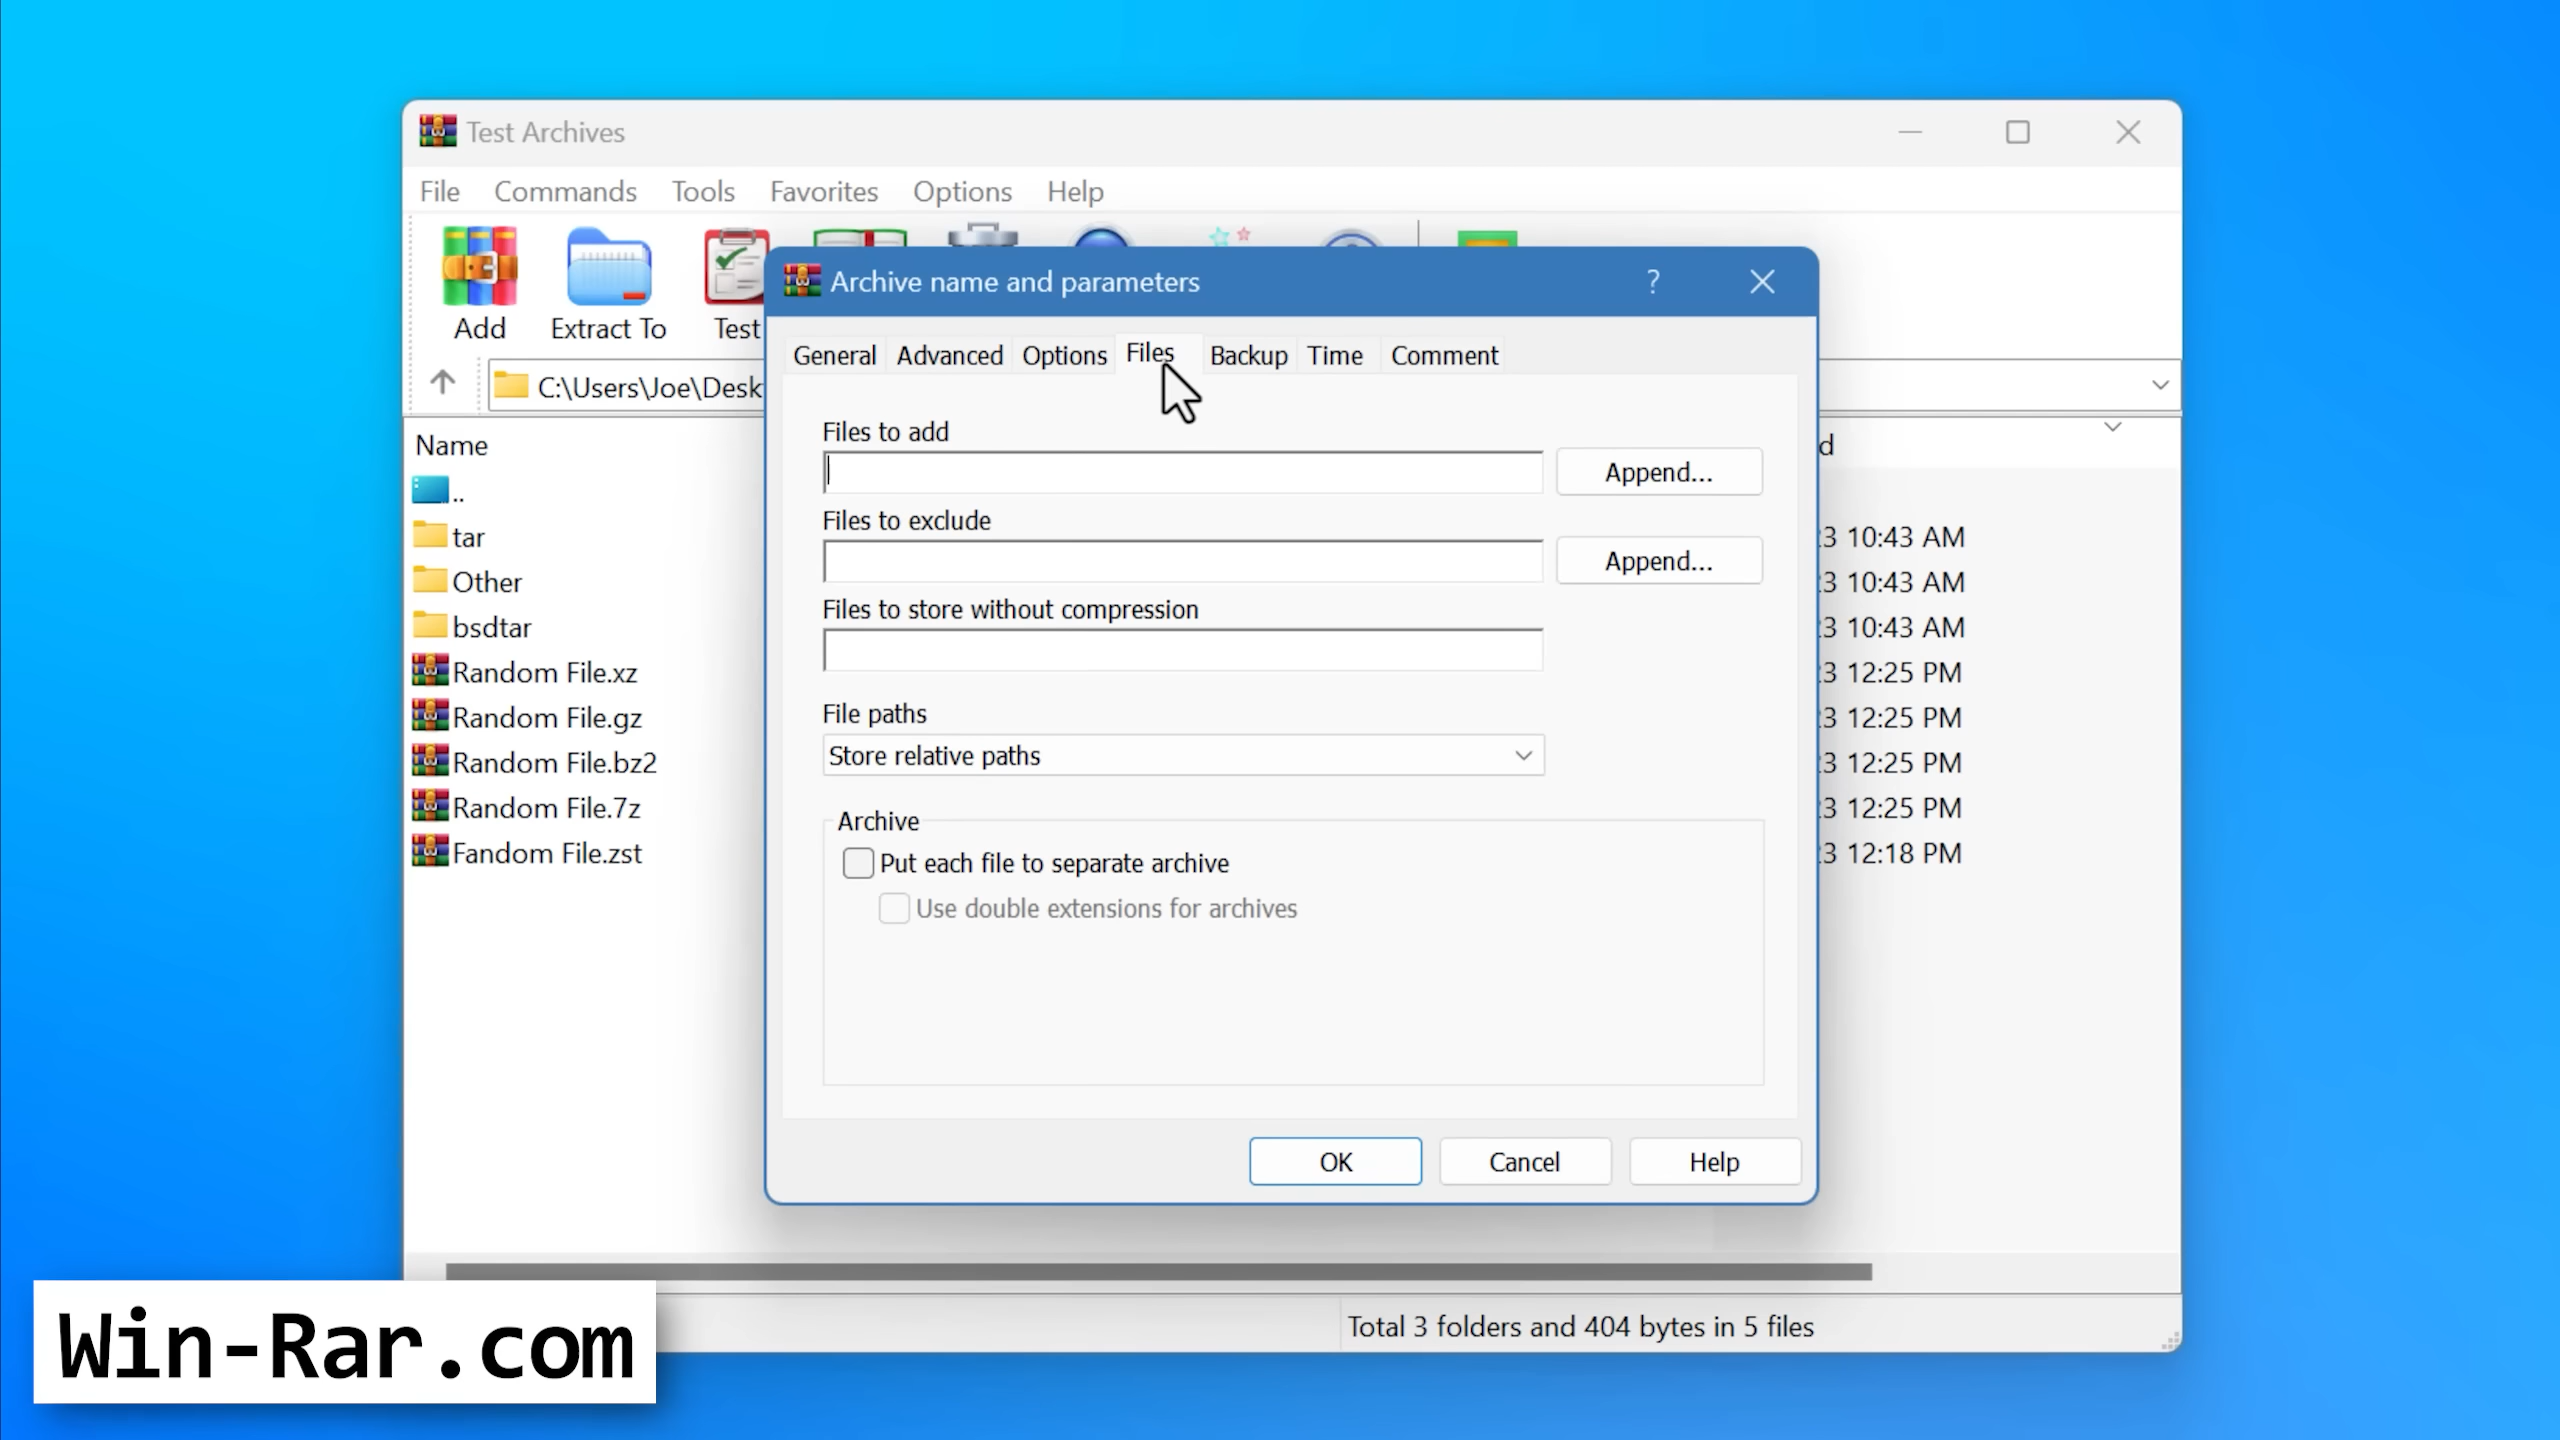 Test Archives
File Commands Tools Favorites Options Help
Add Extract To Test
C:\Users\Joe\Desk
Name
..
tar
Other
bsdtar
Random File.xz
Random File.gz
Random File.bz2
Random File.7z
Fandom File.zst
Archive name and parameters
?
General Advanced Options Files Backup Time Comment
Files to add
Append...
Files to exclude
Append...
Files to store without compression
File paths
Store relative paths
Archive
Put each file to separate archive
Use double extensions for archives
OK Cancel Help
d
3 10:43 AM
3 10:43 AM
3 10:43 AM
3 12:25 PM
3 12:25 PM
3 12:25 PM
3 12:25 PM
3 12:18 PM
Total 3 folders and 404 bytes in 5 files
Win-Rar.com